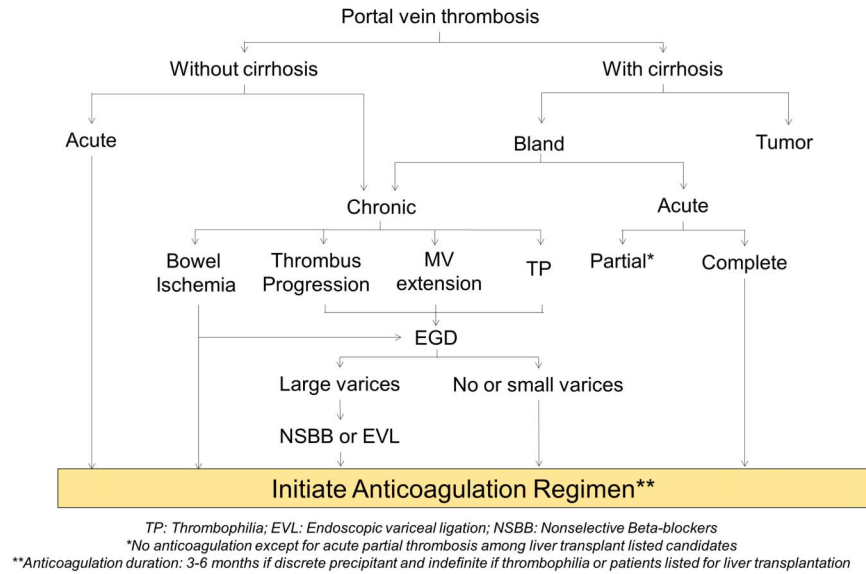 Portal vein thrombosis
Without cirrhosis
With cirrhosis
Acute
Bland
Tumor
Chronic
Acute
Bowel
Ischemia
Thrombus
Progression
MV
extension
TP
Partial*
Complete
EGD
Large varices
No or small varices
NSBB or EVL
Initiate Anticoagulation Regimen**
TP: Thrombophilia; EVL: Endoscopic variceal ligation; NSBB: Nonselective Beta-blockers
*No anticoagulation except for acute partial thrombosis among liver transplant listed candidates
**Anticoagulation duration: 3-6 months if discrete precipitant and indefinite if thrombophilia or patients listed for liver transplantation